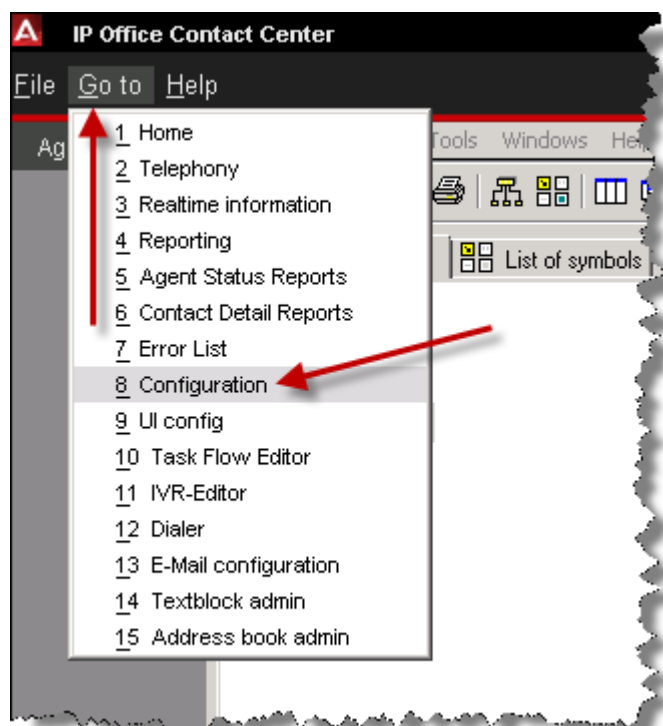 IP Office Contact Center
File Go to Help
Ag
Tools Windows
List of symbols
1 Home
2 Telephony
3 Realtime information
4 Reporting
5 Agent Status Reports
6 Contact Detail Reports
7 Error List
8 Configuration
9 UI config
10 Task Flow Editor
11 IVR-Editor
12 Dialer
13 E-Mail configuration
14 Textblock admin
15 Address book admin